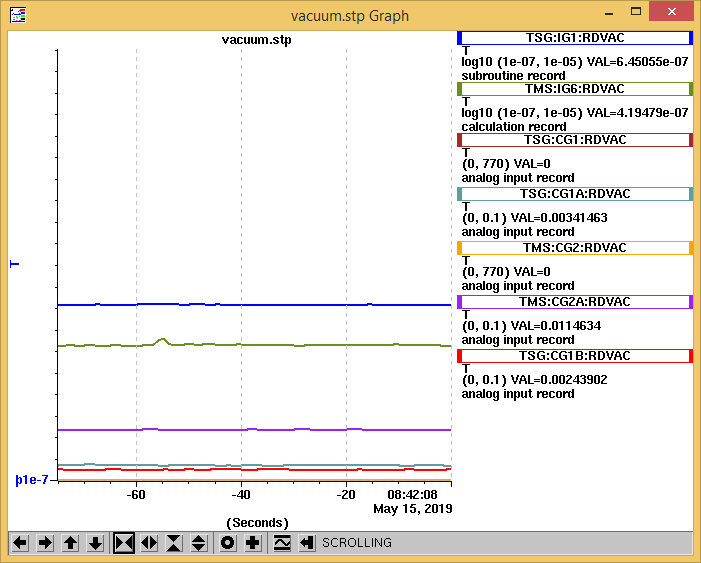 vacuum.stp Graph
vacuum.stp
T
1e-7
-60
-40
-20
08:42:08
May 15, 2019
(Seconds)
TSG:IG1:RDVAC
T
log10 (1e-07, 1e-05) VAL=6.45055e-07
subroutine record
TMS:IG6:RDVAC
T
log10 (1e-07, 1e-05) VAL=4.19479e-07
calculation record
TSG:CG1:RDVAC
T
(0, 770) VAL=0
analog input record
TSG:CG1A:RDVAC
T
(0, 0.1) VAL=0.00341463
analog input record
TMS:CG2:RDVAC
T
(0, 770) VAL=0
analog input record
TMS:CG2A:RDVAC
T
(0, 0.1) VAL=0.0114634
analog input record
TSG:CG1B:RDVAC
T
(0, 0.1) VAL=0.00243902
analog input record
SCROLLING